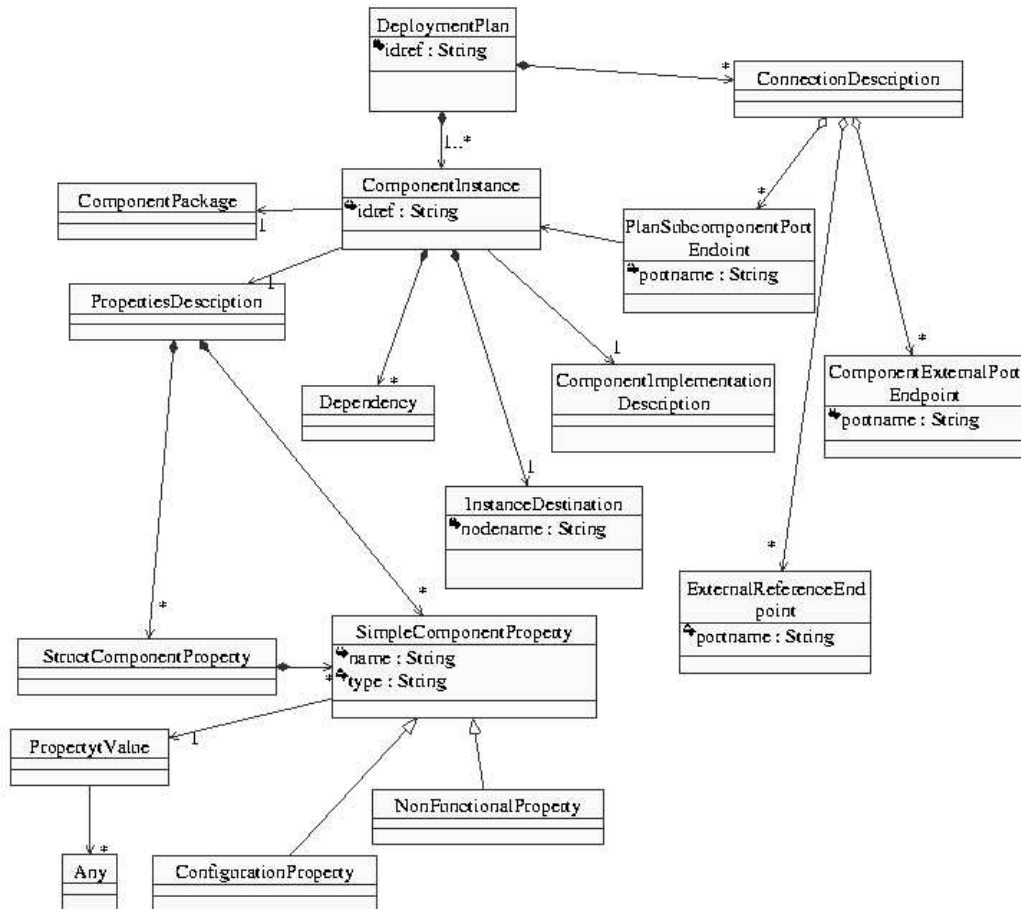 DeploymentPlan
idref : String
*
ConnectionDescription
1..*
ComponentInstance
idref : String
ComponentPackage
1
*
PlanSubcomponentPort
Endoint
portname : String
1
PropertiesDescription
*
1
*
Dependency
ComponentImplementation
Description
ComponentExternalPort
Endpoint
portname : String
1
InstanceDestination
nodename : String
*
ExternalReferenceEnd
point
portname : String
*
*
SimpleComponentProperty
name : String
type : String
StructComponentProperty
*
1
PropertytValue
NonFunctionalProperty
*
Any
ConfigurationProperty